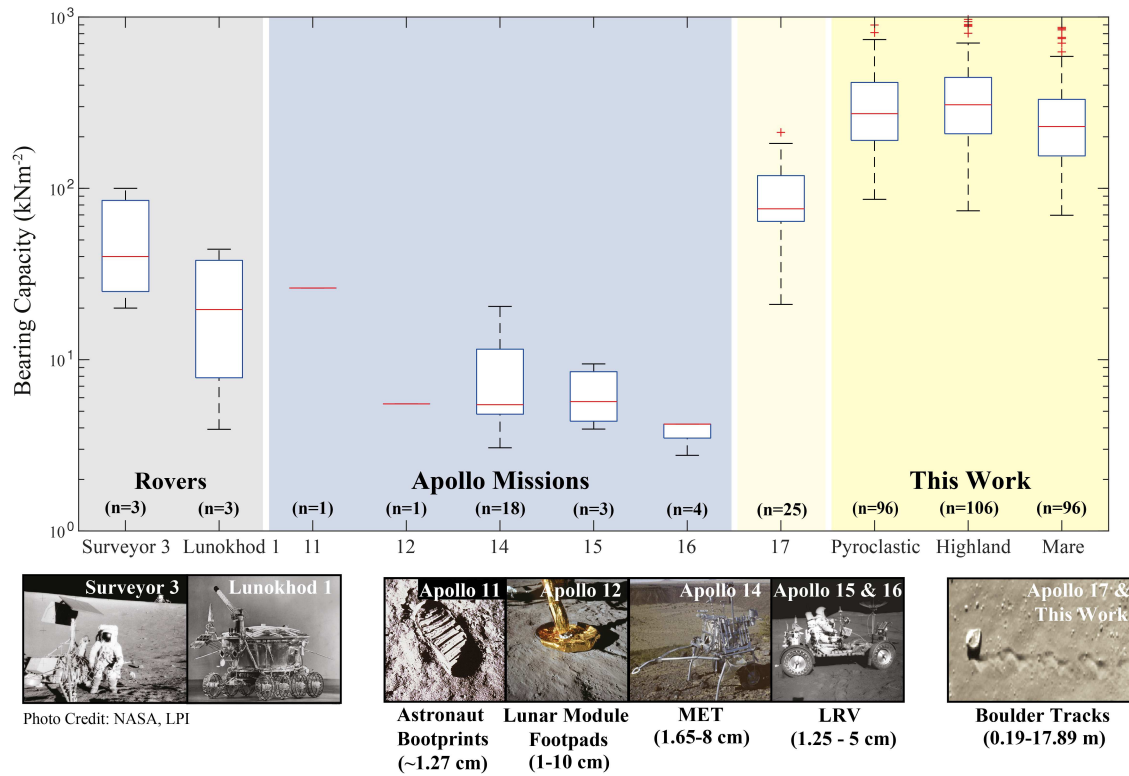 Bearing Capacity (kNm-2)
10³
10²
10¹
10⁰
Rovers
Apollo Missions
This Work
(n=3)
(n=3)
(n=1)
(n=1)
(n=18)
(n=3)
(n=4)
(n=25)
(n=96)
(n=106)
(n=96)
Surveyor 3
Lunokhod 1
11
12
14
15
16
17
Pyroclastic
Highland
Mare
Surveyor 3
Lunokhod 1
Apollo 11
Apollo 12
Apollo 14
Apollo 15 & 16
Apollo 17 &
This Work
Photo Credit: NASA, LPI
Astronaut
Bootprints
(~1.27 cm)
Lunar Module
Footpads
(1-10 cm)
MET
(1.65-8 cm)
LRV
(1.25 - 5 cm)
Boulder Tracks
(0.19-17.89 m)